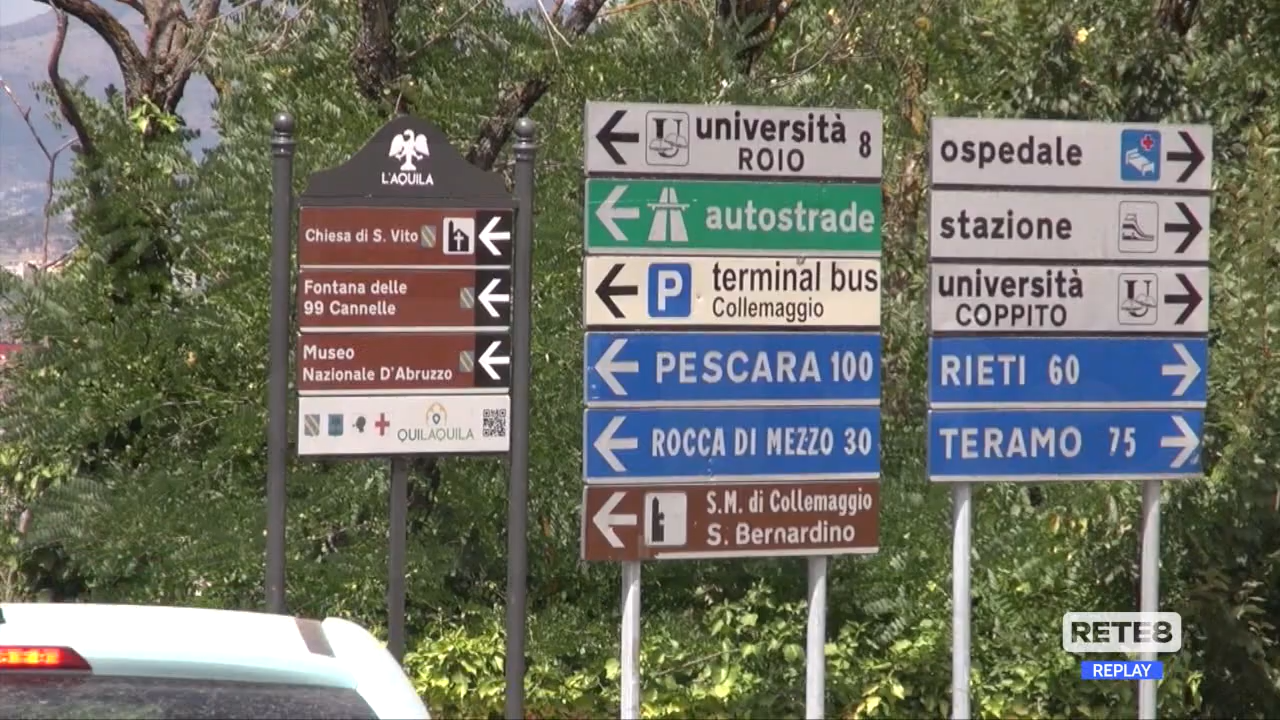 L'AQUILA
Chiesa di S. Vito
Fontana delle
99 Cannelle
Museo
Nazionale D'Abruzzo
QUILAQUILA
università 8
ROIO
autostrade
P terminal bus
Collemaggio
PESCARA 100
ROCCA DI MEZZO 30
S.M. di Collemaggio
S. Bernardino
ospedale
stazione
università
COPPITO
RIETI 60
TERAMO 75
RETE8
REPLAY